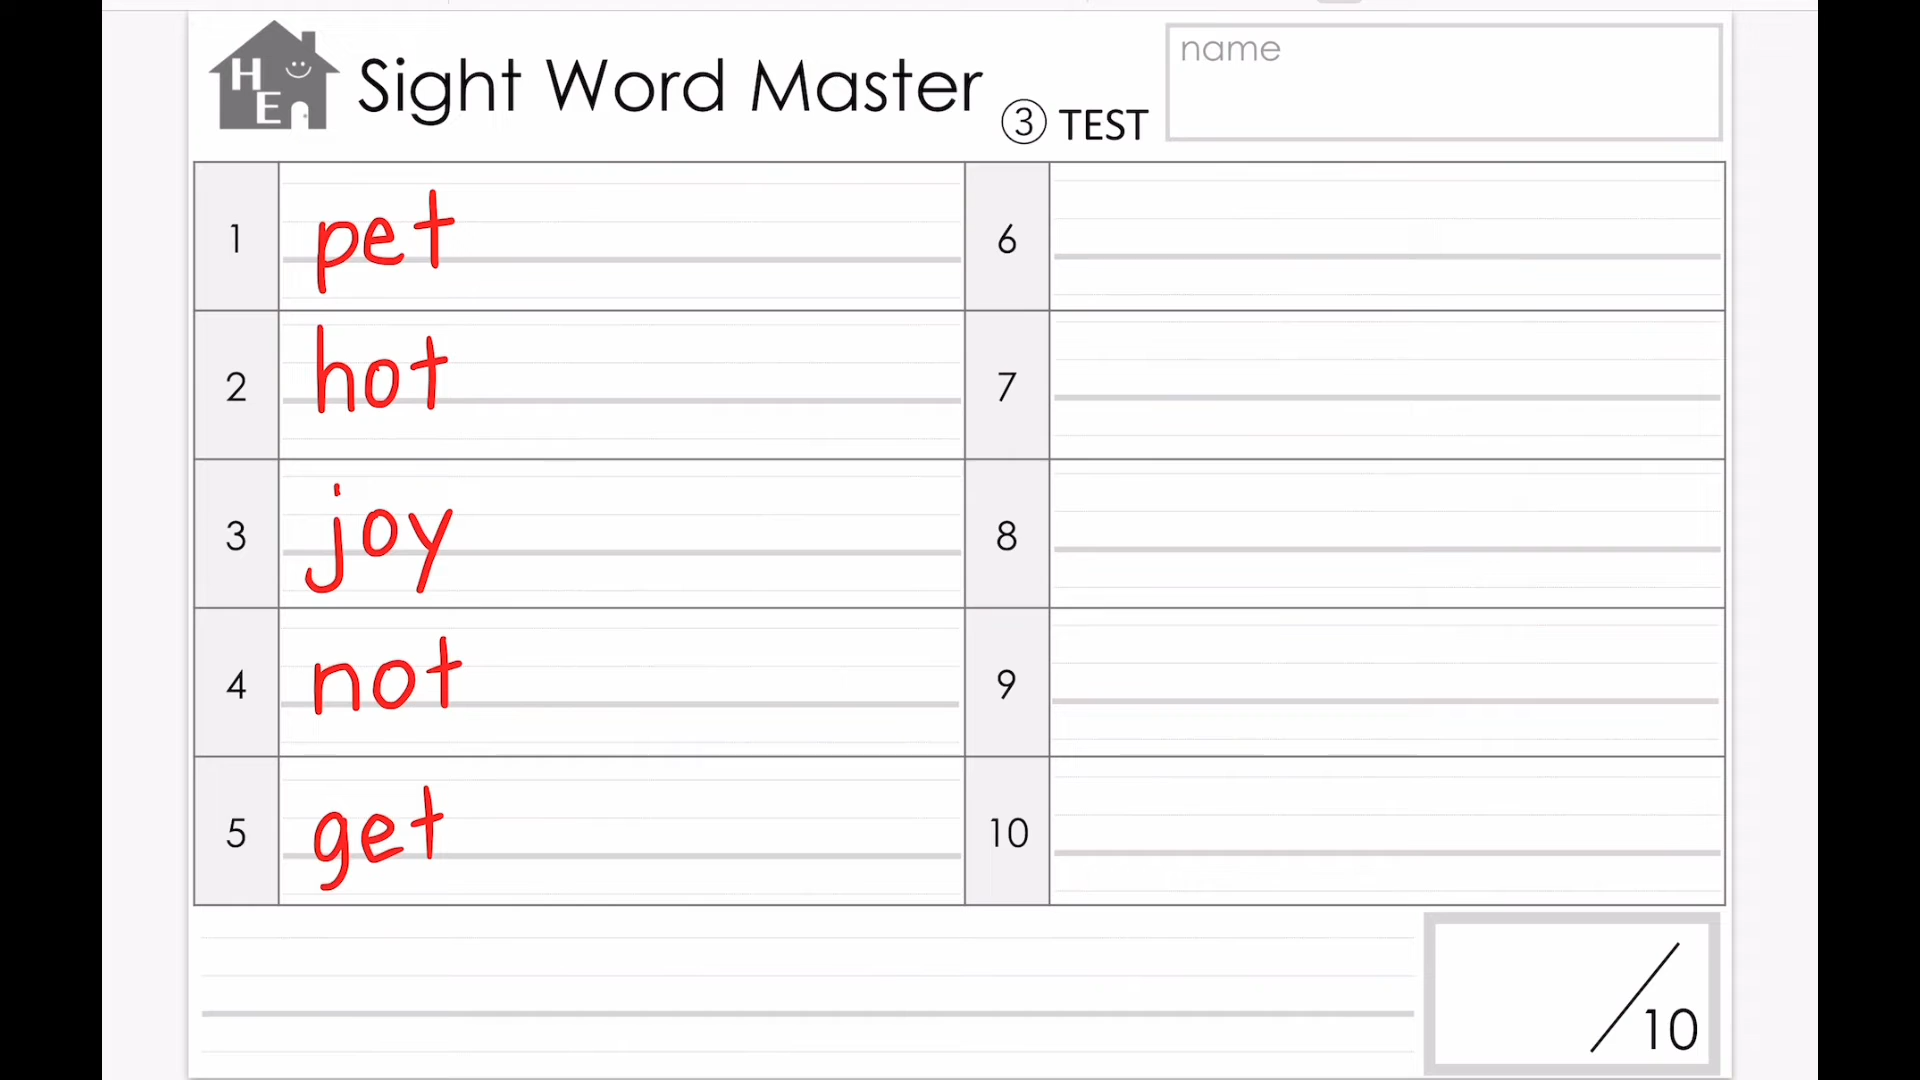 HE
Sight Word Master
③ TEST
name
1 pet
2 hot
3 joy
4 not
5 get
6
7
8
9
10
/10